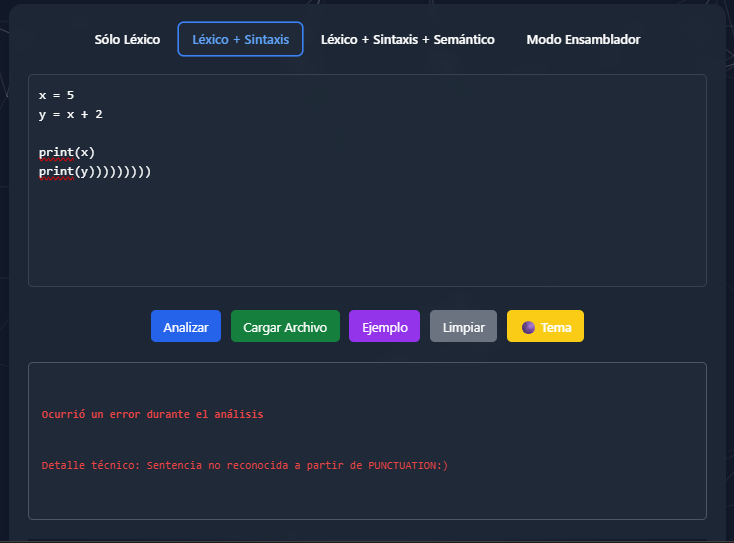 Sólo Léxico
Léxico + Sintaxis
Léxico + Sintaxis + Semántico
Modo Ensamblador
x = 5
y = x + 2
print(x)
print(y)))))))))
Analizar
Cargar Archivo
Ejemplo
Limpiar
Tema
Ocurrió un error durante el análisis
Detalle técnico: Sentencia no reconocida a partir de PUNCTUATION:)